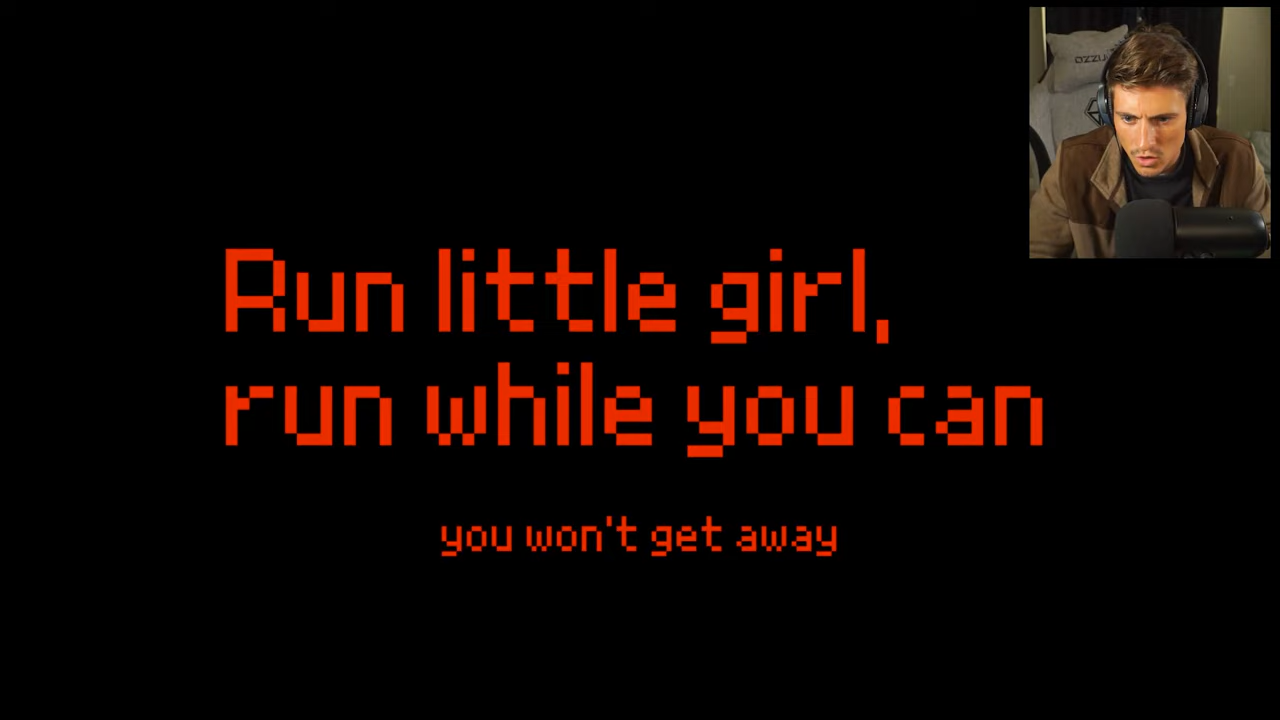 Run little girl,
run while you can
you won't get away